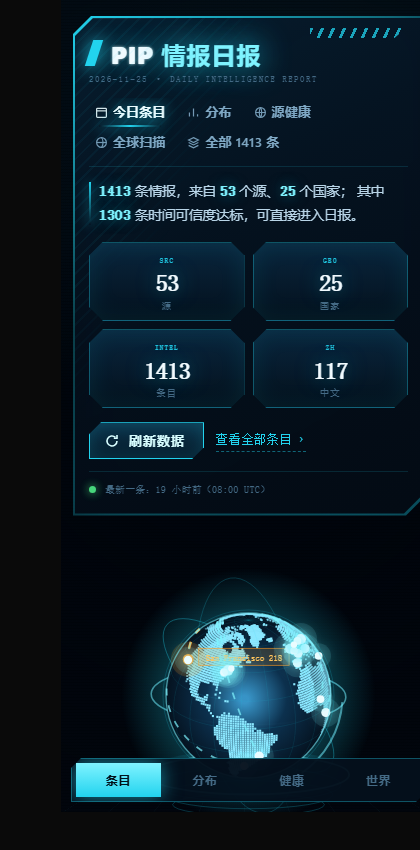 PIP 情报日报
2026-11-25 • DAILY INTELLIGENCE REPORT
今日条目 分布 源健康
全球扫描 全部 1413 条
1413 条情报，来自 53 个源、25 个国家； 其中
1303 条时间可信度达标，可直接进入日报。
SRC
53
源
GEO
25
国家
INTEL
1413
条目
ZH
117
中文
刷新数据 查看全部条目 ›
最新一条：19 小时前 (08:00 UTC)
218
条目 分布 健康 世界